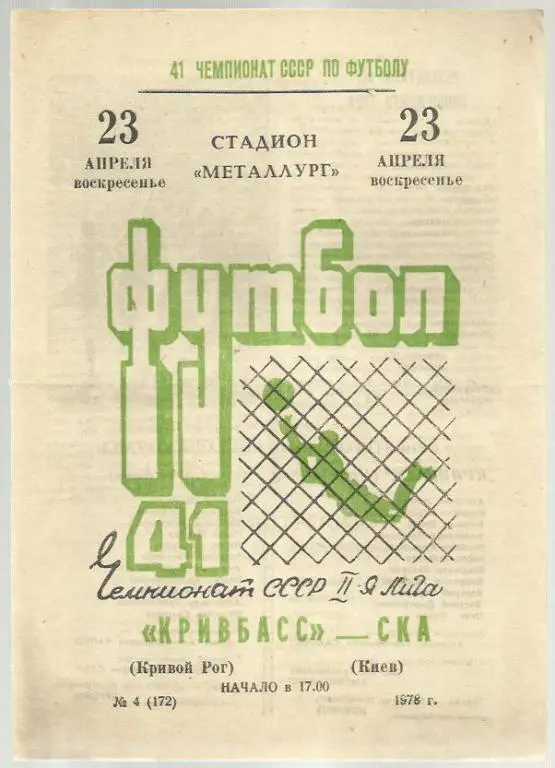 41 ЧЕМПИОНАТ СССР ПО ФУТБОЛУ
23
АПРЕЛЯ
воскресенье
СТАДИОН
«МЕТАЛЛУРГ»
23
АПРЕЛЯ
воскресенье
футбол
41
й Чемпионат СССР II-я Лига
«КРИВБАСС» — СКА
(Кривой Рог)
(Киев)
НАЧАЛО в 17.00
№ 4 (172)
1978 г.